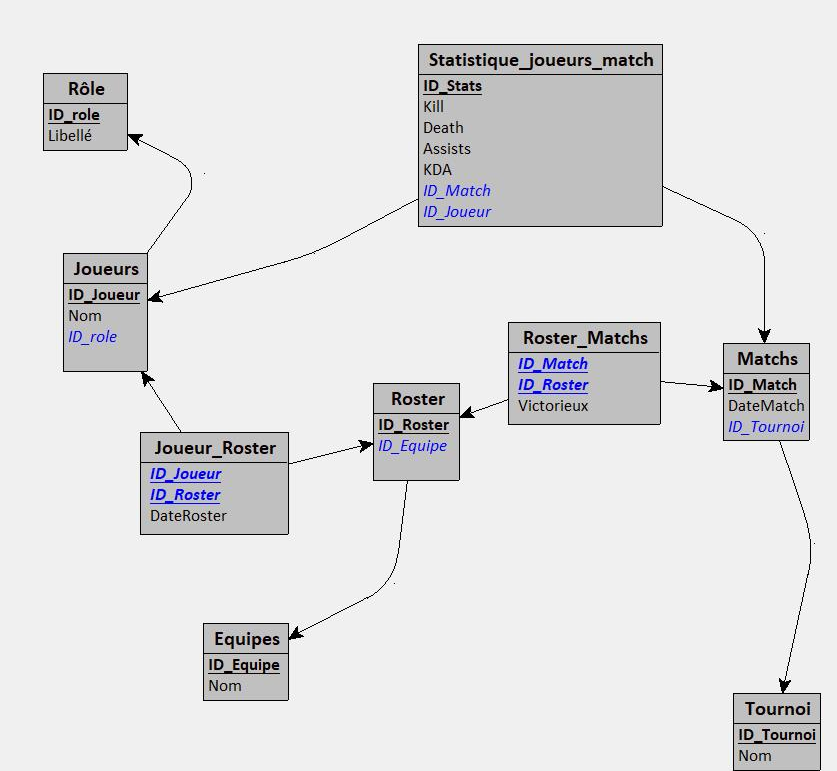 Statistique_joueurs_match
ID_Stats
Kill
Death
Assists
KDA
ID_Match
ID_Joueur
Rôle
ID_role
Libellé
Joueurs
ID_Joueur
Nom
ID_role
Roster_Matchs
ID_Match
ID_Roster
Victorieux
Matchs
ID_Match
DateMatch
ID_Tournoi
Roster
ID_Roster
ID_Equipe
Joueur_Roster
ID_Joueur
ID_Roster
DateRoster
Equipes
ID_Equipe
Nom
Tournoi
ID_Tournoi
Nom